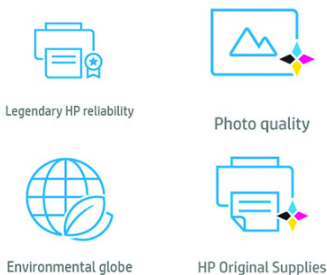 Legendary HP reliability
Photo quality
Environmental globe
HP Original Supplies